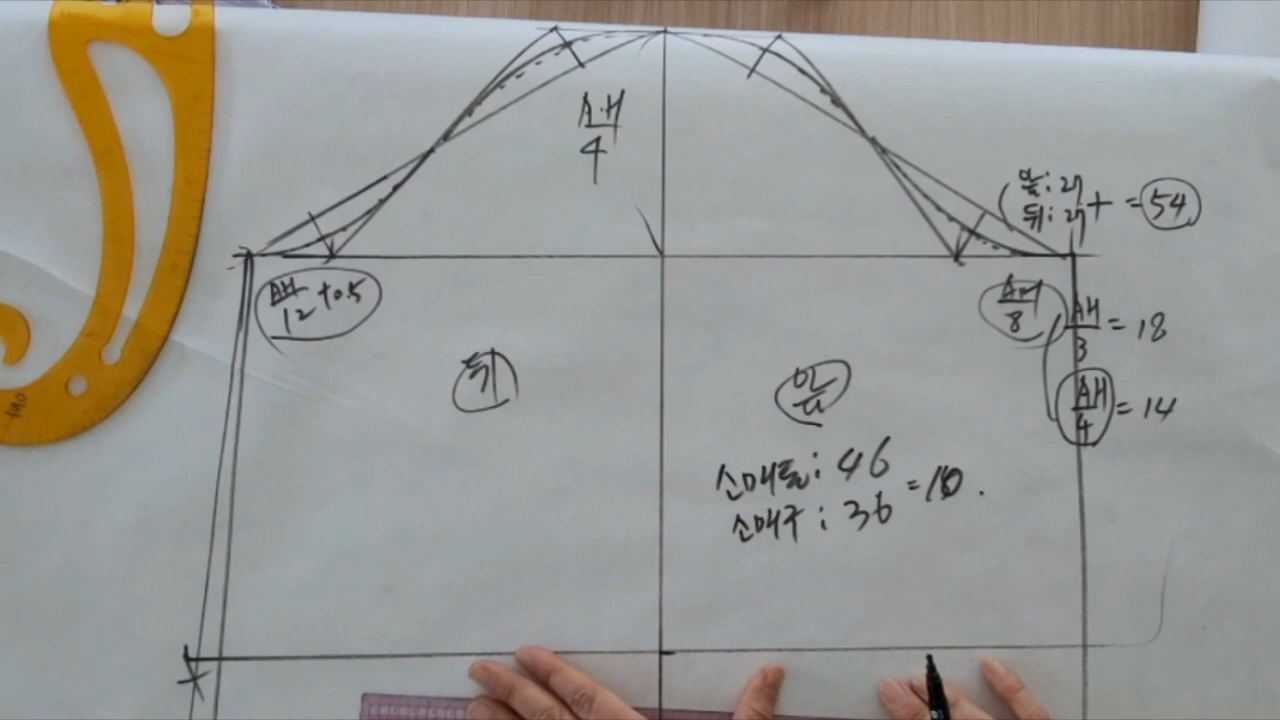 AH
4
앞: 27
뒤: 27 + = 54
AH
12 +0.5
AH
8
AH
3 = 18
AH
4 = 14
뒤
앞
소매통: 46
소매구: 36 = 10.